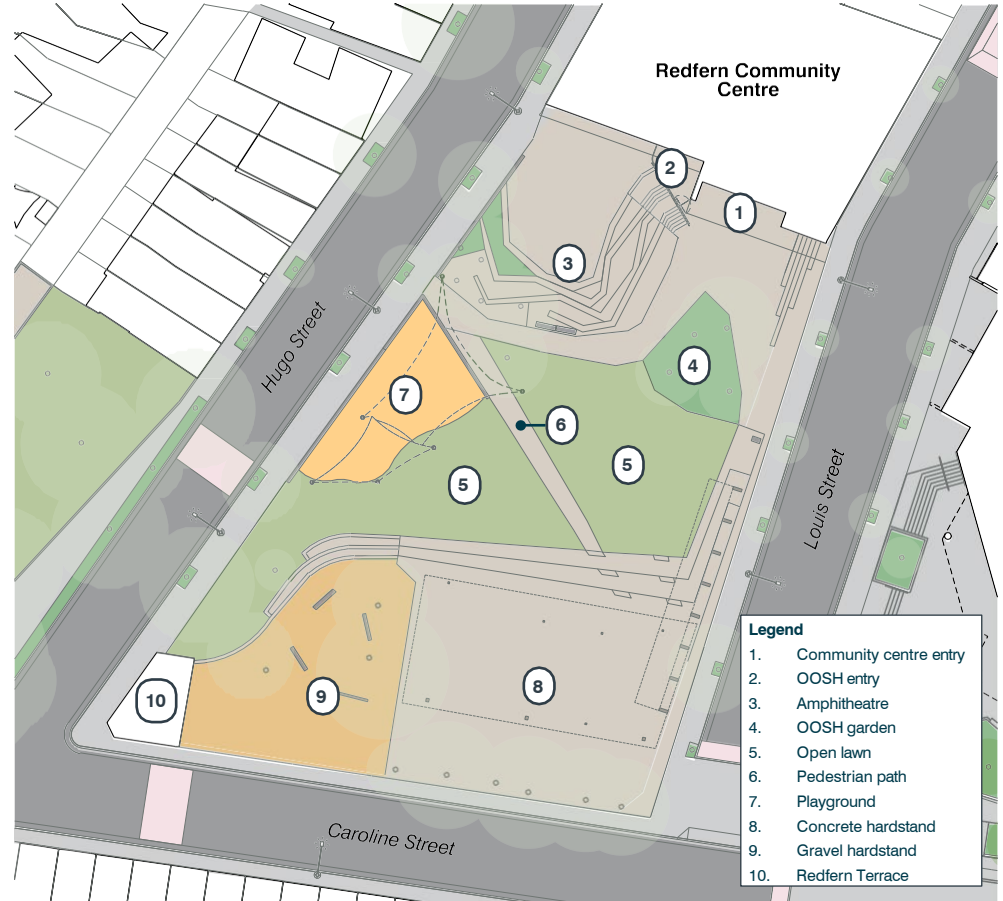 Redfern Community
Centre
2
1
3
4
Hugo Street
7
6
5
5
Louis Street
10
9
8
Caroline Street
Legend
1. Community centre entry
2. OOSH entry
3. Amphitheatre
4. OOSH garden
5. Open lawn
6. Pedestrian path
7. Playground
8. Concrete hardstand
9. Gravel hardstand
10. Redfern Terrace